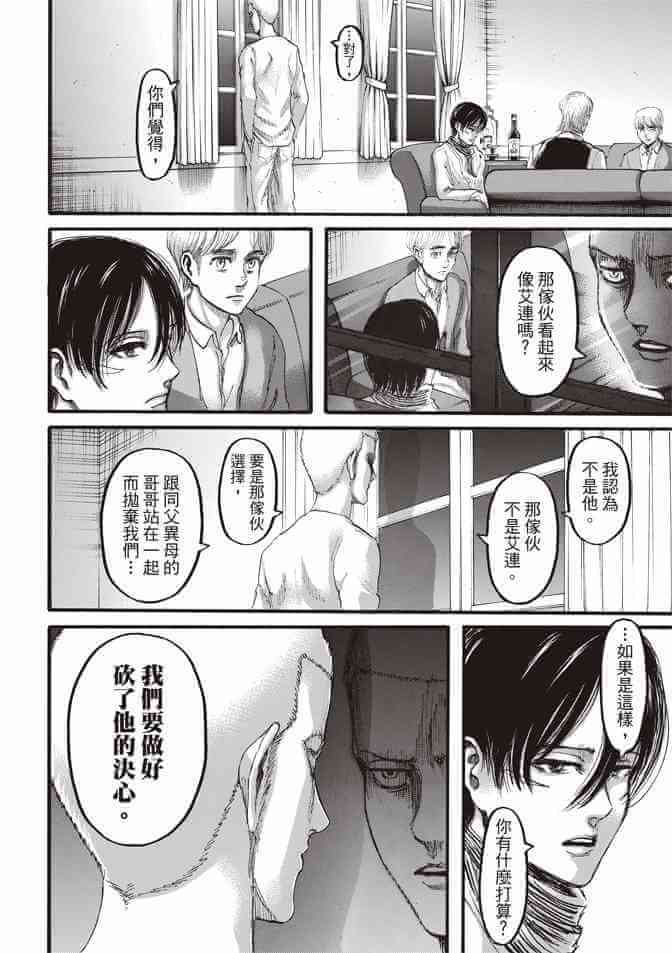 …對了，
你們覺得，
那傢伙看起來
像艾連嗎？
我認為
不是他。
那傢伙
不是艾連。
要是那傢伙
選擇，
跟同父異母的
哥哥站在一起
而拋棄我們…
…如果是這樣，
你有什麼打算？
我們要做好
砍了他的決心。